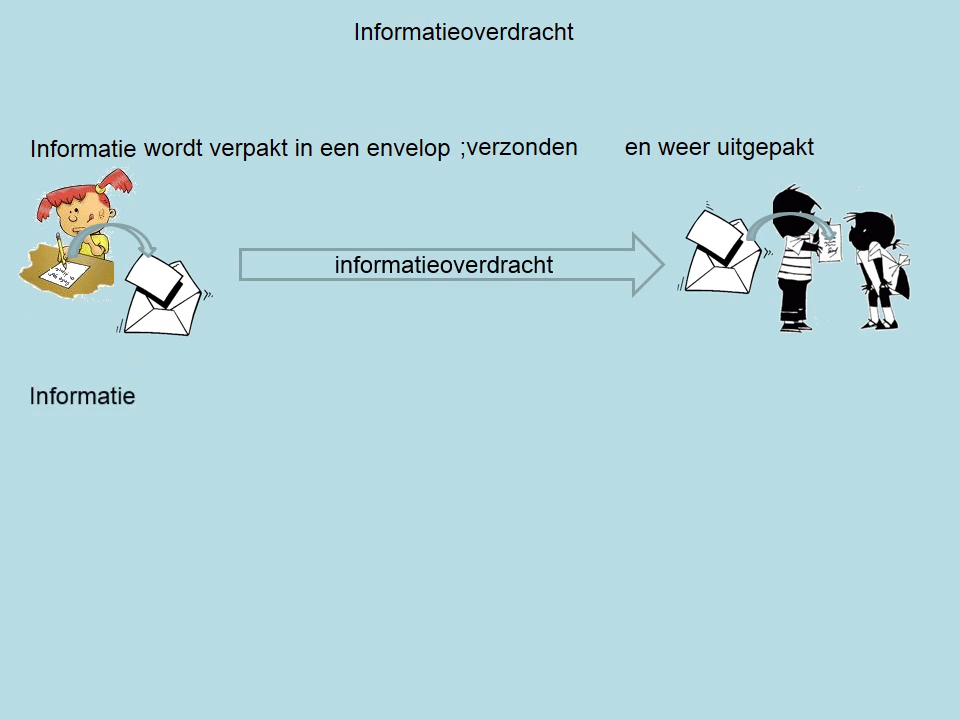 Informatieoverdracht
Informatie wordt verpakt in een envelop ;verzonden en weer uitgepakt
informatieoverdracht
Informatie